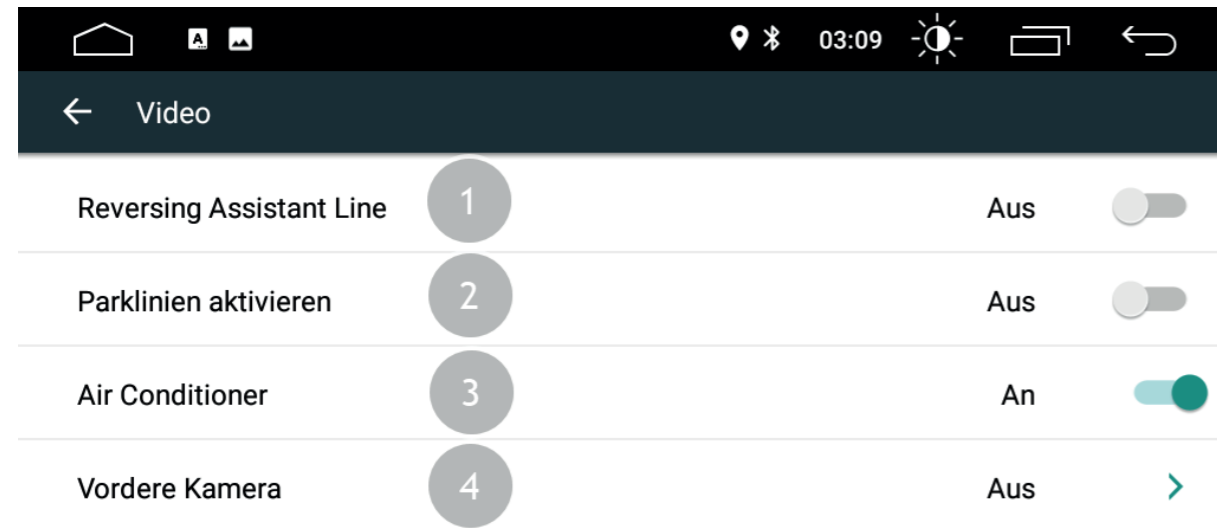 A
03:09
Video
Reversing Assistant Line 1 Aus
Parklinien aktivieren 2 Aus
Air Conditioner 3 An
Vordere Kamera 4 Aus